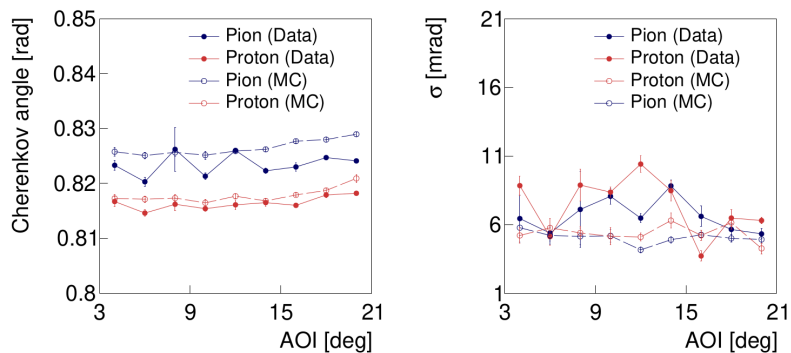 Cherenkov angle [rad]
0.85
0.84
0.83
0.82
0.81
0.8
3 9 15 21
AOI [deg]
Pion (Data)
Proton (Data)
Pion (MC)
Proton (MC)
σ [mrad]
21
16
11
6
1
3 9 15 21
AOI [deg]
Pion (Data)
Proton (Data)
Proton (MC)
Pion (MC)